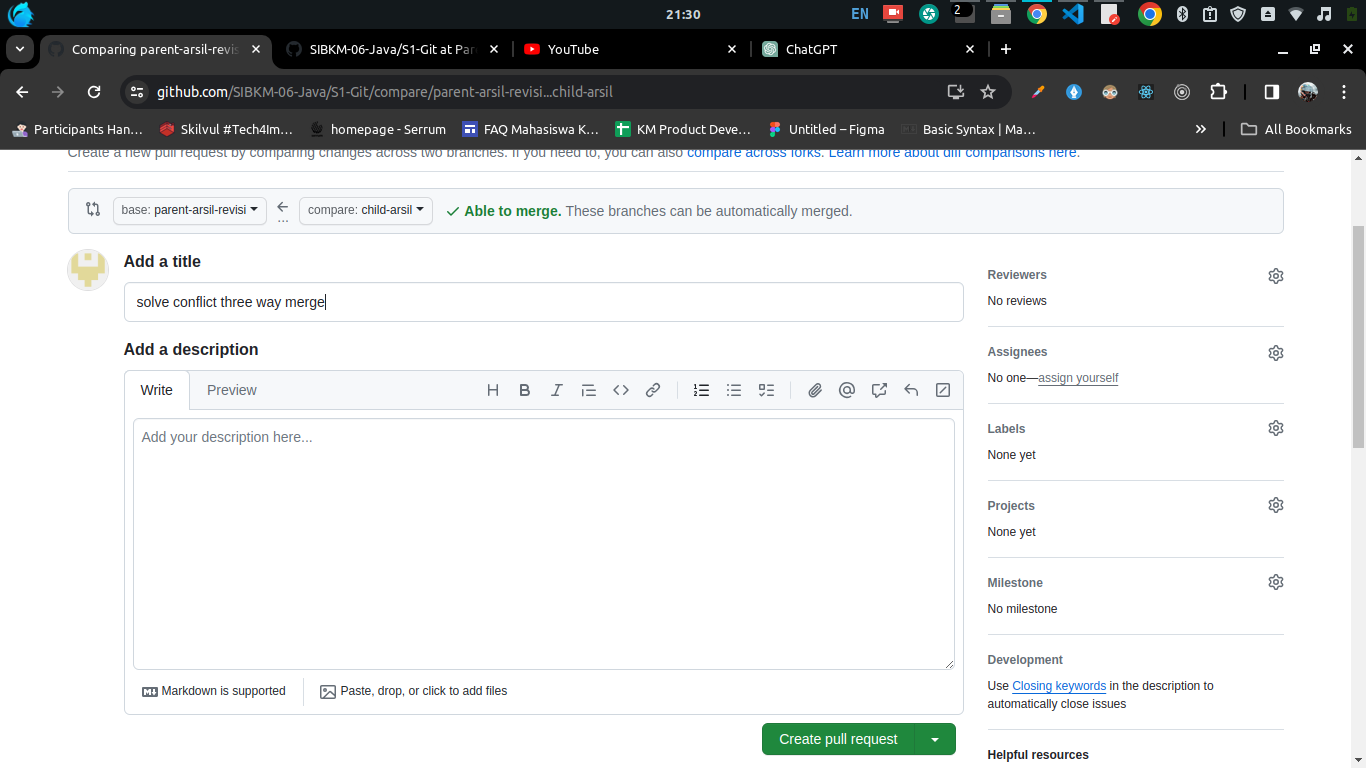 21:30
EN
2
Comparing parent-arsil-revis
SIBKM-06-Java/S1-Git at Par
YouTube
ChatGPT
github.com/SIBKM-06-Java/S1-Git/compare/parent-arsil-revisi...child-arsil
Participants Han...
Skilvul #Tech4Im...
homepage - Serrum
FAQ Mahasiswa K...
KM Product Deve...
Untitled – Figma
Basic Syntax | Ma...
All Bookmarks
Create a new pull request by comparing changes across two branches. If you need to, you can also compare across forks. Learn more about diff comparisons here.
base: parent-arsil-revisi
...
compare: child-arsil
Able to merge. These branches can be automatically merged.
Add a title
solve conflict three way merge
Add a description
Write
Preview
Add your description here...
Markdown is supported
Paste, drop, or click to add files
Create pull request
Reviewers
No reviews
Assignees
No one—assign yourself
Labels
None yet
Projects
None yet
Milestone
No milestone
Development
Use Closing keywords in the description to
automatically close issues
Helpful resources